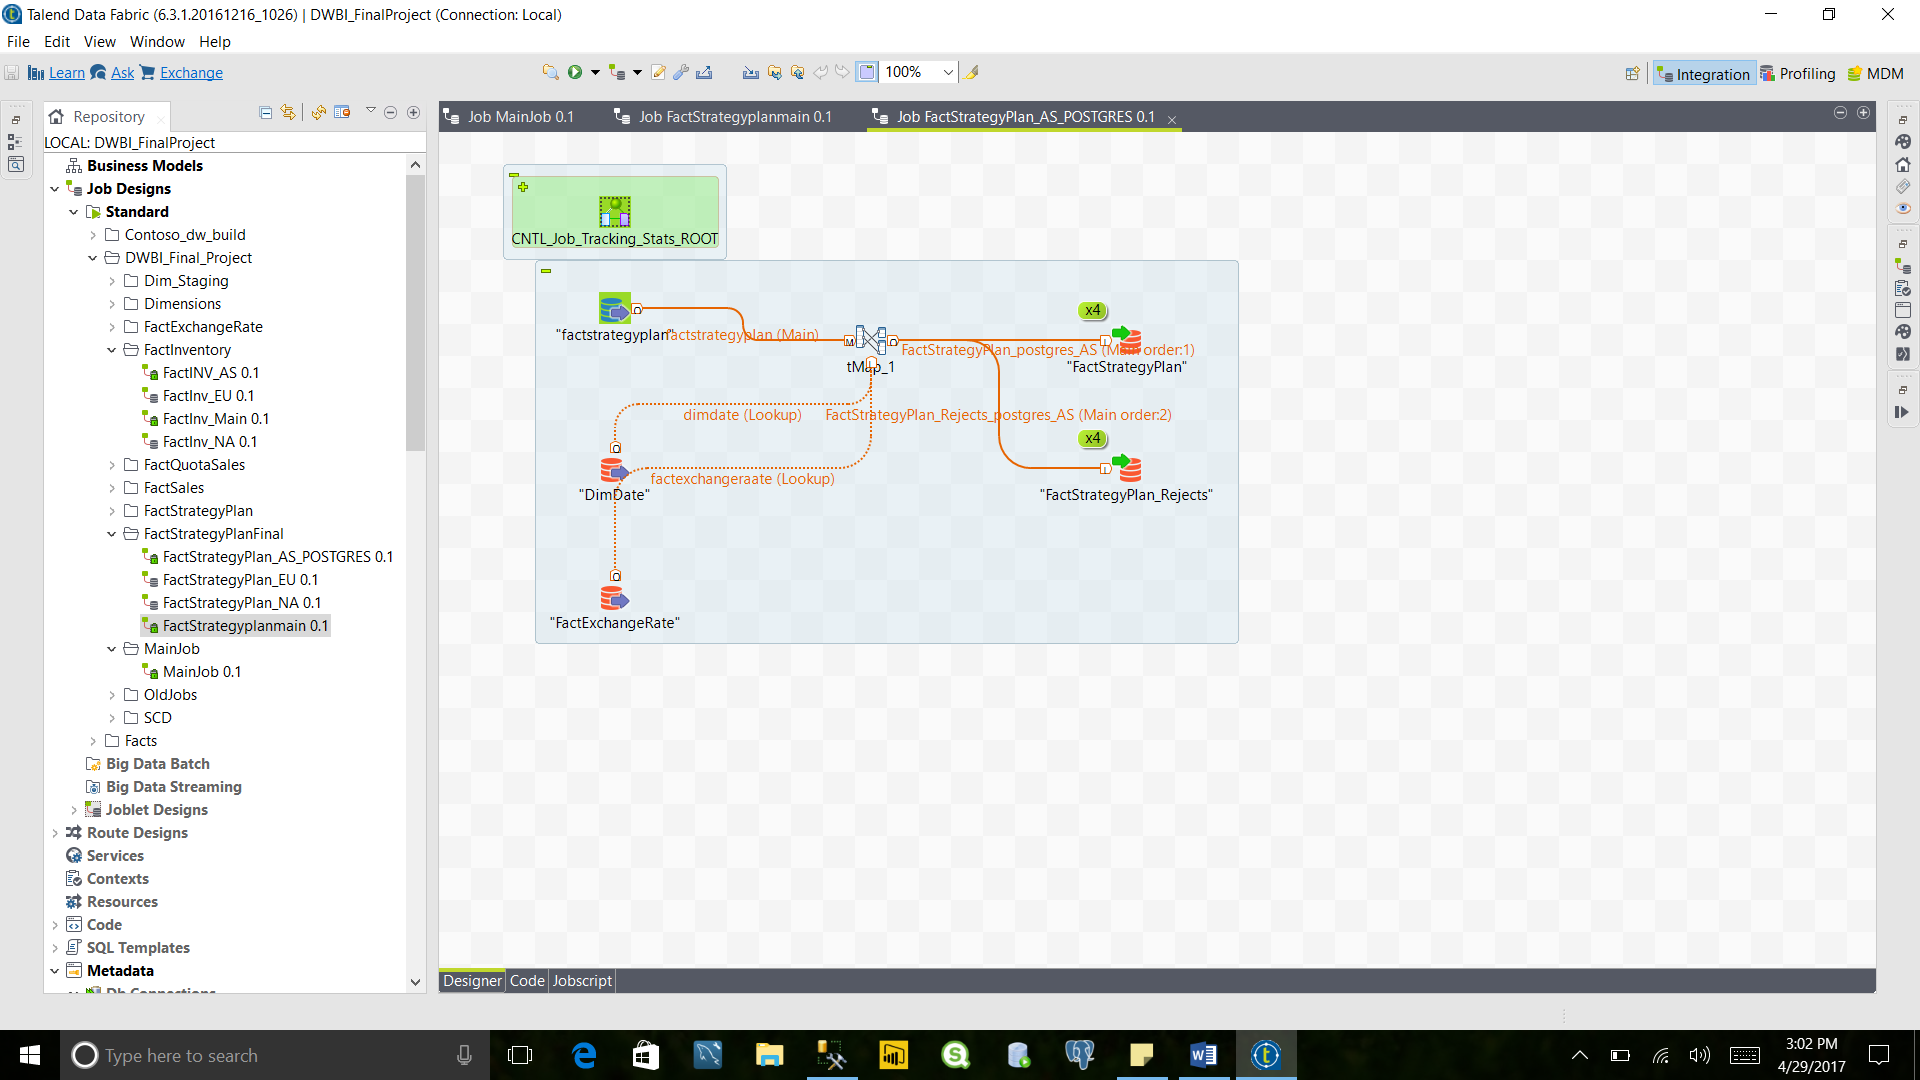 Talend Data Fabric (6.3.1.20161216_1026) | DWBI_FinalProject (Connection: Local)
File Edit View Window Help
Learn Ask Exchange 100% Integration Profiling MDM
Repository
LOCAL: DWBI_FinalProject
Business Models
Job Designs
Standard
Contoso_dw_build
DWBI_Final_Project
Dim_Staging
Dimensions
FactExchangeRate
FactInventory
FactINV_AS 0.1
FactInv_EU 0.1
FactInv_Main 0.1
FactInv_NA 0.1
FactQuotaSales
FactSales
FactStrategyPlan
FactStrategyPlanFinal
FactStrategyPlan_AS_POSTGRES 0.1
FactStrategyPlan_EU 0.1
FactStrategyPlan_NA 0.1
FactStrategyplanmain 0.1
MainJob
MainJob 0.1
OldJobs
SCD
Facts
Big Data Batch
Big Data Streaming
Joblet Designs
Route Designs
Services
Contexts
Resources
Code
SQL Templates
Metadata
Db Connections
Job MainJob 0.1 Job FactStrategyplanmain 0.1 Job FactStrategyPlan_AS_POSTGRES 0.1
CNTL_Job_Tracking_Stats_ROOT
"factstrategyplan"
factstrategyplan (Main)
tMap_1
x4
FactStrategyPlan_postgres_AS (Main order:1)
"FactStrategyPlan"
dimdate (Lookup)
FactStrategyPlan_Rejects_postgres_AS (Main order:2)
x4
"DimDate"
factexchangeraate (Lookup)
"FactStrategyPlan_Rejects"
"FactExchangeRate"
Designer Code Jobscript
Type here to search
3:02 PM
4/29/2017